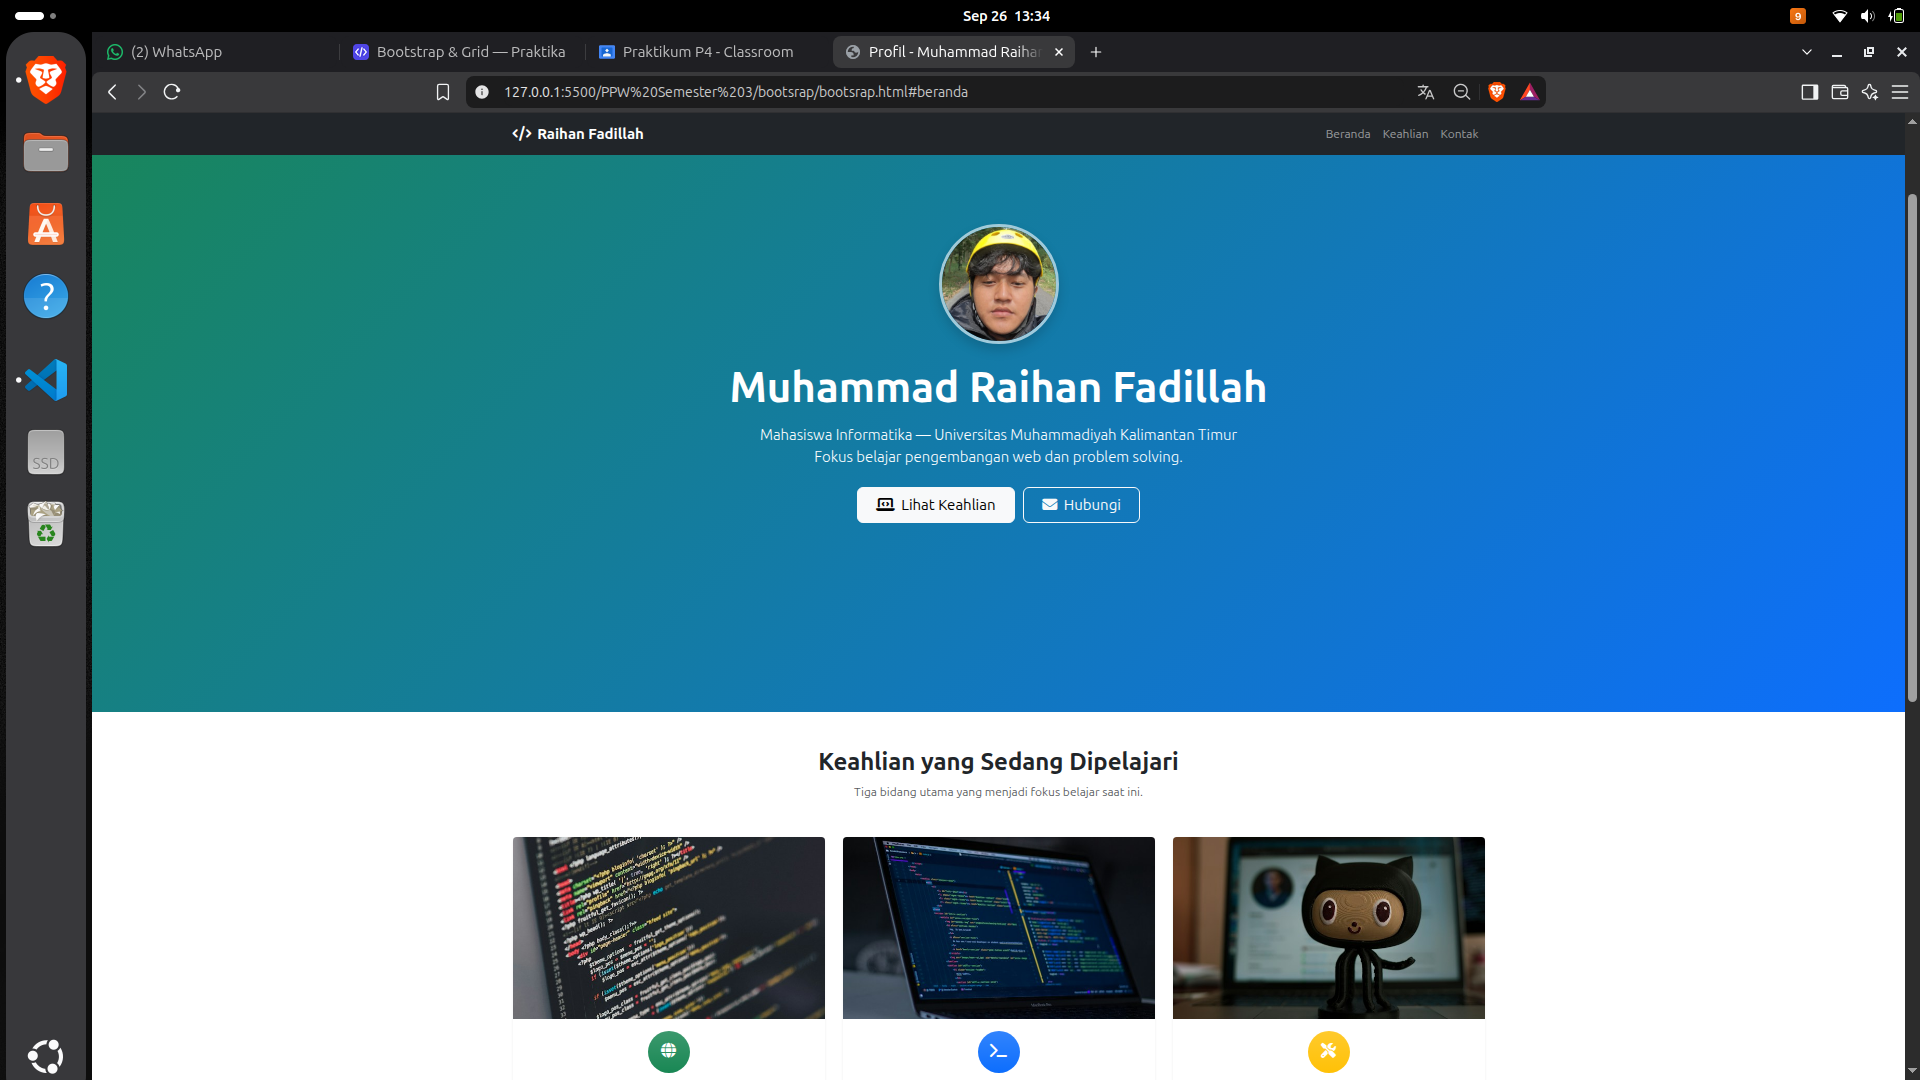 Sep 26 13:34
9
(2) WhatsApp
Bootstrap & Grid — Praktika
Praktikum P4 - Classroom
Profil - Muhammad Raihan
127.0.0.1:5500/PPW%20Semester%203/bootsrap/bootsrap.html#beranda
</> Raihan Fadillah
Beranda Keahlian Kontak
Muhammad Raihan Fadillah
Mahasiswa Informatika — Universitas Muhammadiyah Kalimantan Timur
Fokus belajar pengembangan web dan problem solving.
Lihat Keahlian
Hubungi
SSD
Keahlian yang Sedang Dipelajari
Tiga bidang utama yang menjadi fokus belajar saat ini.